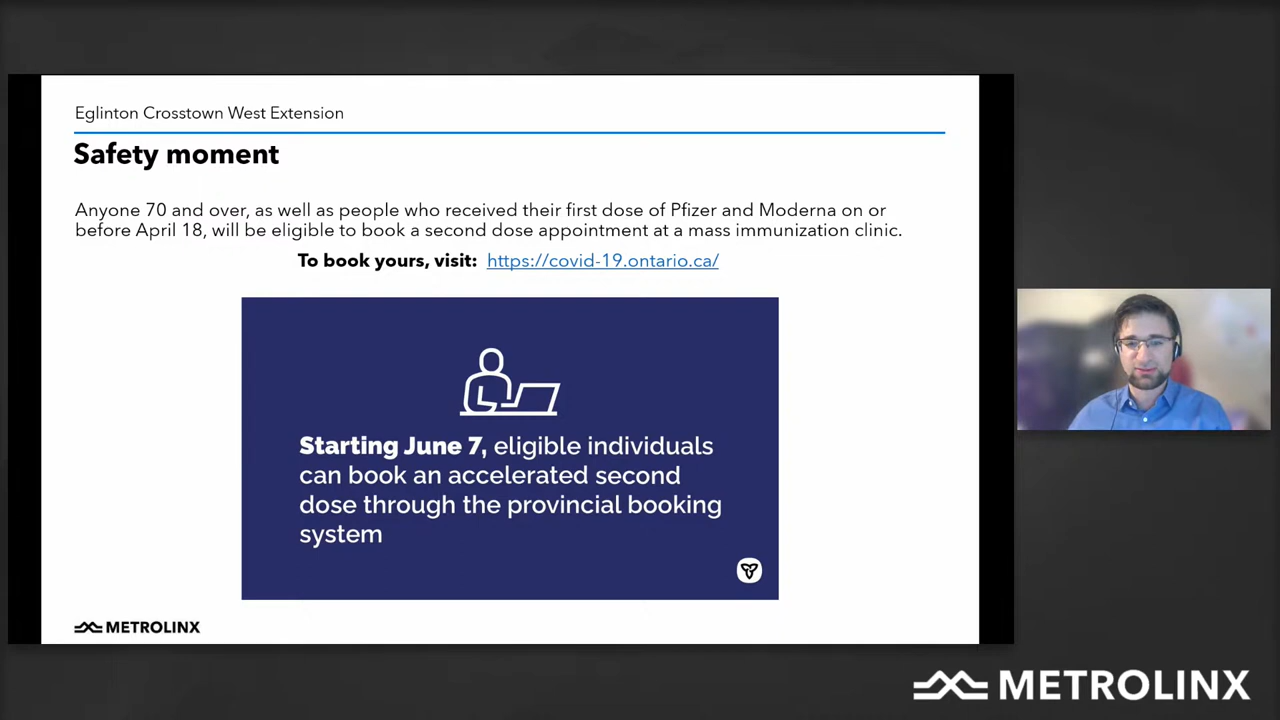 Eglinton Crosstown West Extension
Safety moment
Anyone 70 and over, as well as people who received their first dose of Pfizer and Moderna on or
before April 18, will be eligible to book a second dose appointment at a mass immunization clinic.
To book yours, visit: https://covid-19.ontario.ca/
Starting June 7, eligible individuals
can book an accelerated second
dose through the provincial booking
system
METROLINX
METROLINX